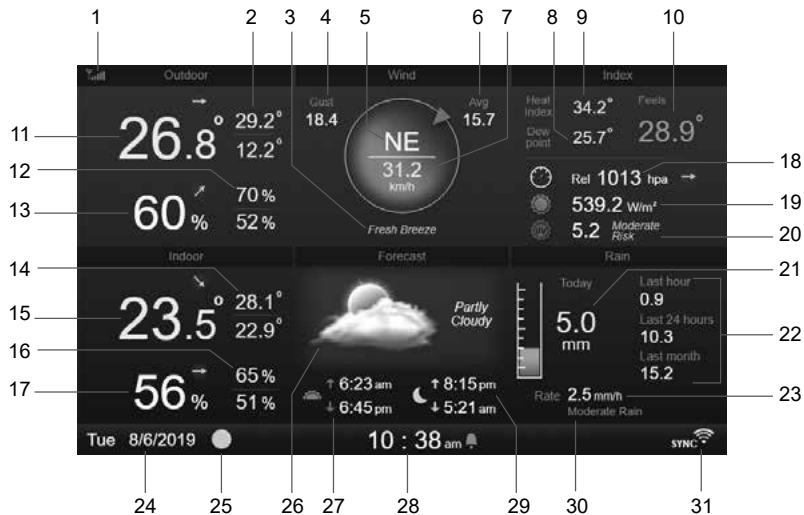 1 2 3 4 5 6 7 8 9 10
Outdoor
26.8°
29.2°
12.2°
60%
70%
52%
Wind
Gust
18.4
Avg
15.7
NE
31.2
km/h
Fresh Breeze
Index
Heat Index 34.2°
Dew point 25.7°
Feels
28.9°
Rel 1013 hpa
539.2 W/m²
UV 5.2 Moderate Risk
11
12
13
14
15
16
17
18
19
20
21
22
23
Indoor
23.5°
28.1°
22.9°
56%
65%
51%
Forecast
Partly Cloudy
6:23 am
6:45 pm
8:15 pm
5:21 am
Rain
Today
5.0
mm
Last hour
0.9
Last 24 hours
10.3
Last month
15.2
Rate 2.5 mm/h
Moderate Rain
Tue 8/6/2019
10 : 38 am
SYNC
24 25 26 27 28 29 30 31